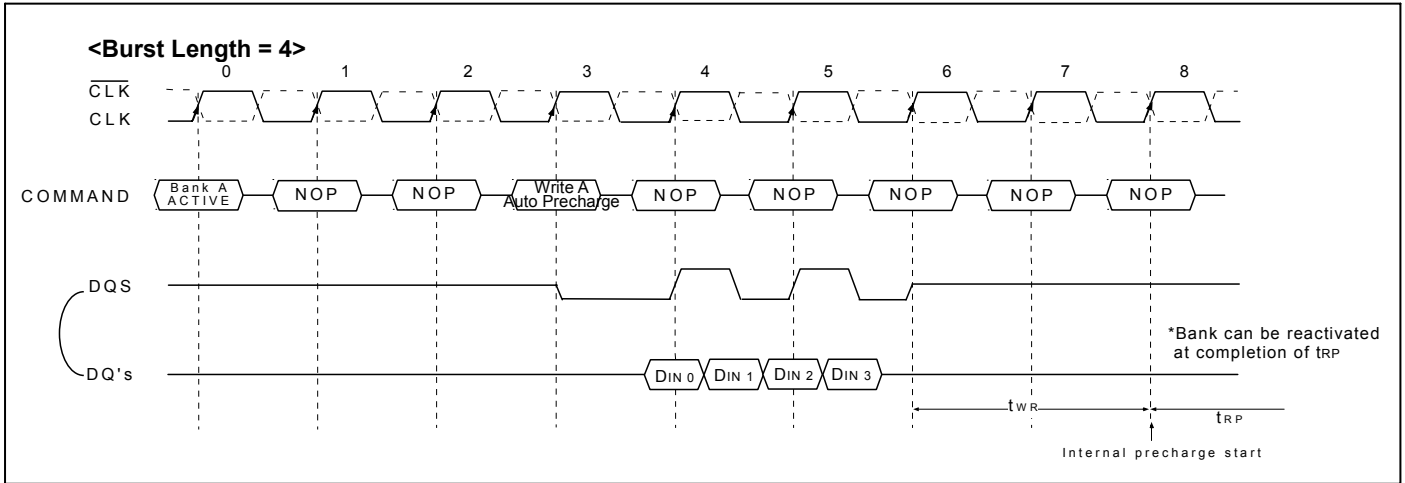 <Burst Length = 4>
0 1 2 3 4 5 6 7 8
CLK
CLK
COMMAND
Bank A
ACTIVE
NOP
NOP
Write A
Auto Precharge
NOP
NOP
NOP
NOP
NOP
DQS
*Bank can be reactivated
at completion of tRP
DQ's
DIN 0
DIN 1
DIN 2
DIN 3
tWR
tRP
Internal precharge start